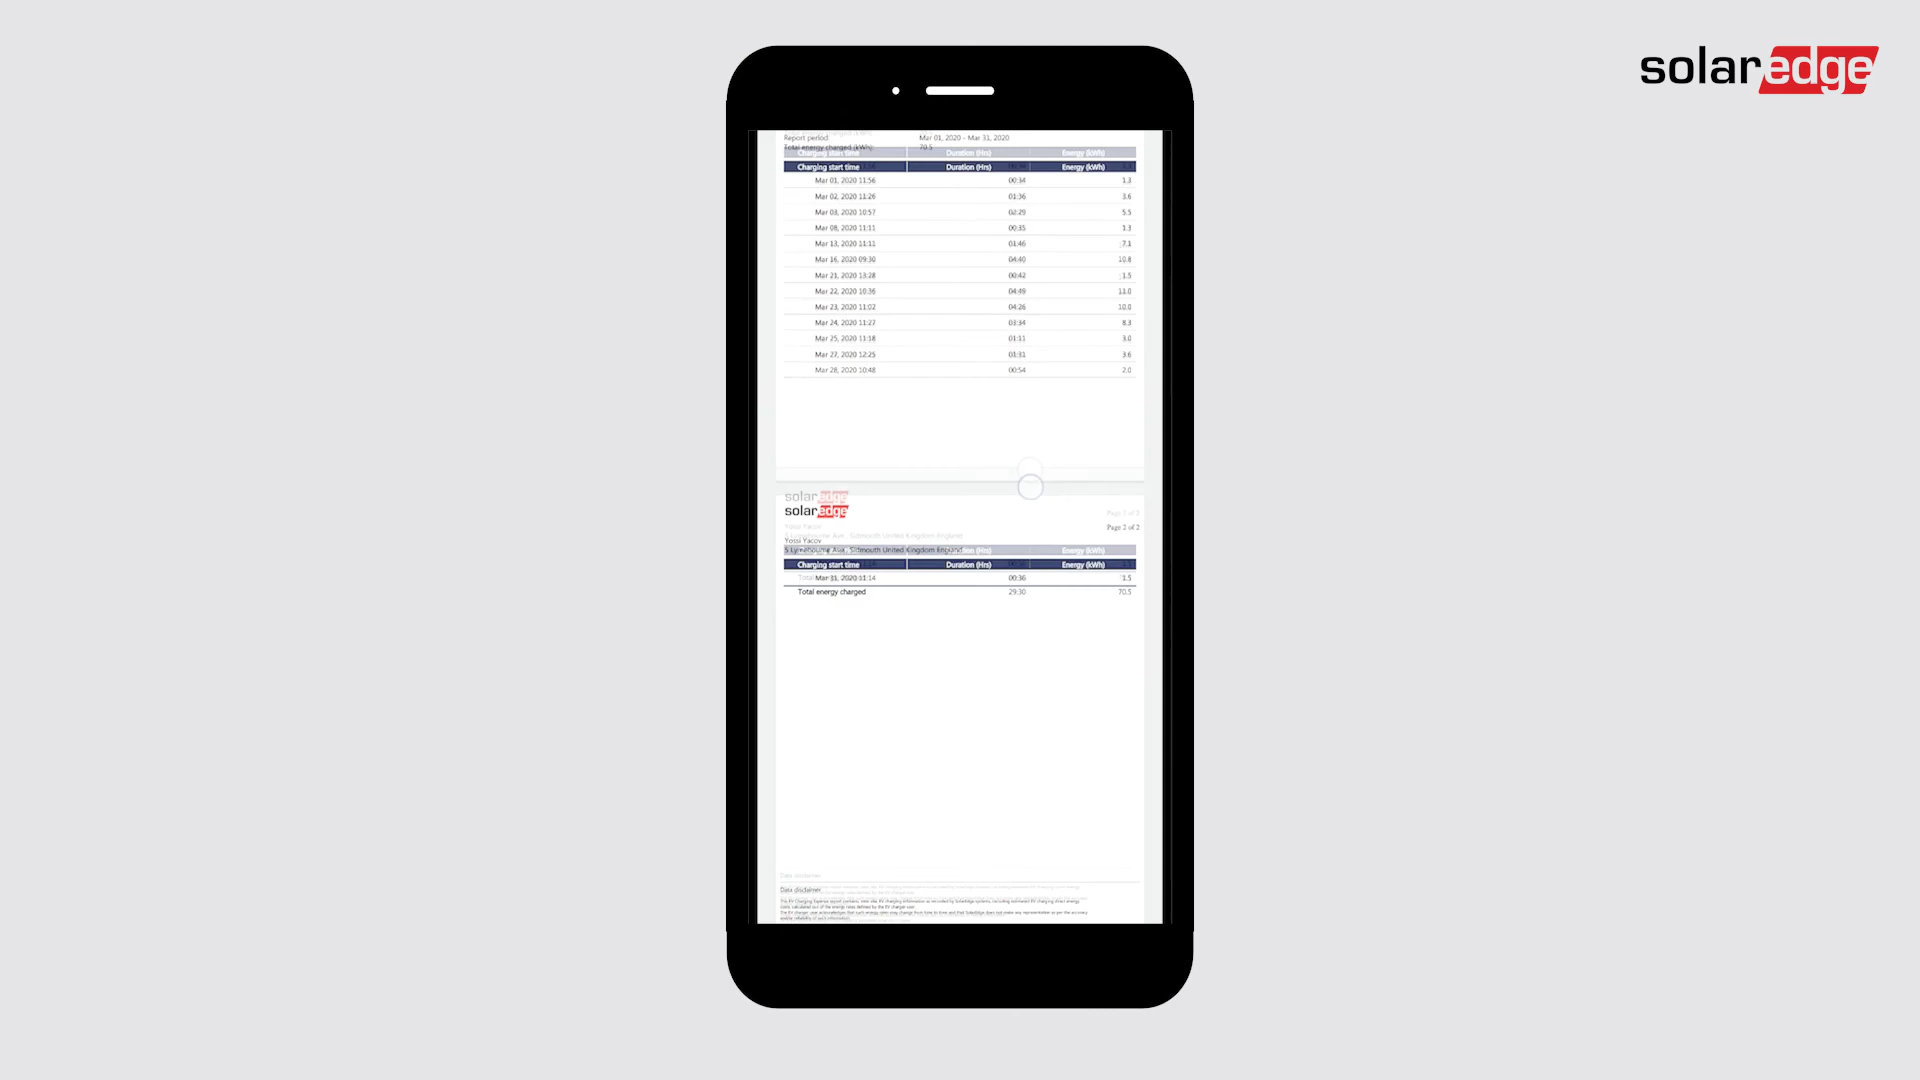 solaredge
Report period: Mar 01, 2020 - Mar 31, 2020
Total energy charged (kWh): 70.5
Charging start time Duration (Hrs) Energy (kWh)
Mar 01, 2020 11:56 00:34 1.3
Mar 02, 2020 11:26 01:36 3.6
Mar 03, 2020 10:57 02:29 5.5
Mar 08, 2020 11:11 00:35 1.3
Mar 13, 2020 11:11 01:46 7.1
Mar 16, 2020 09:30 04:40 10.8
Mar 21, 2020 13:28 00:42 1.5
Mar 22, 2020 10:36 04:49 11.0
Mar 23, 2020 11:02 04:26 10.0
Mar 24, 2020 11:27 03:34 8.3
Mar 25, 2020 11:18 01:11 3.0
Mar 27, 2020 12:25 01:31 3.6
Mar 28, 2020 10:48 00:54 2.0
solaredge
Page 2 of 2
Yossi Yacov
5 Lymebourne Ave, Sidmouth United Kingdom England
Charging start time Duration (Hrs) Energy (kWh)
Mar 31, 2020 11:14 00:36 1.5
Total energy charged 29:30 70.5
Data disclaimer